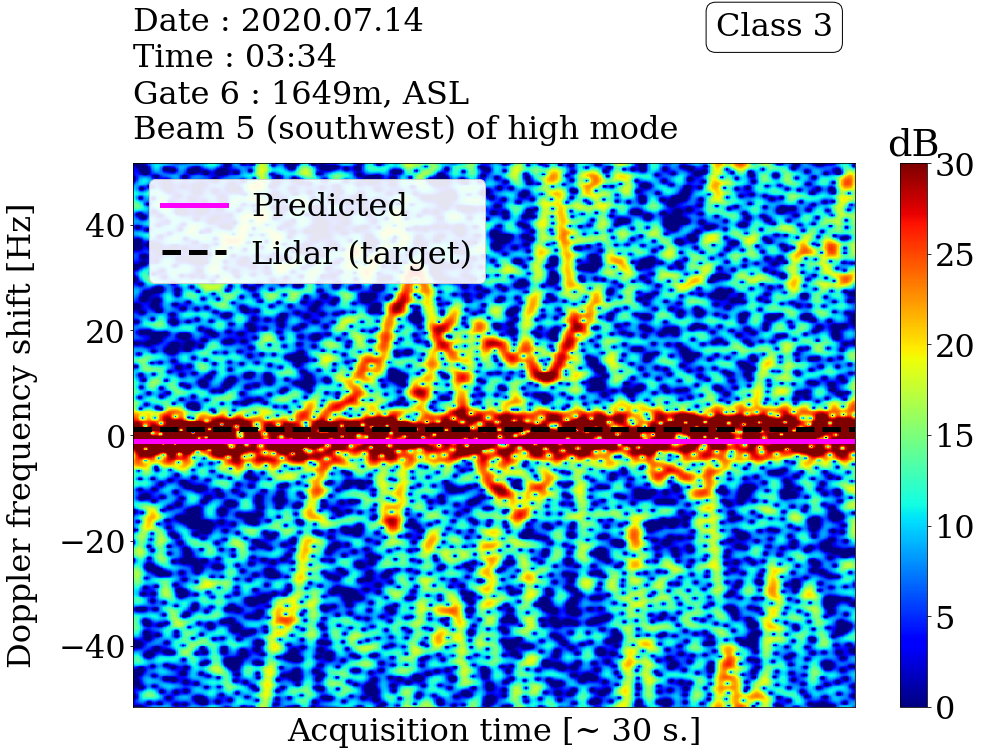 Date : 2020.07.14
Class 3
Time : 03:34
Gate 6 : 1649m, ASL
Beam 5 (southwest) of high mode
dB
Predicted
Lidar (target)
Doppler frequency shift [Hz]
40
20
0
−20
−40
30
25
20
15
10
5
0
Acquisition time [~ 30 s.]